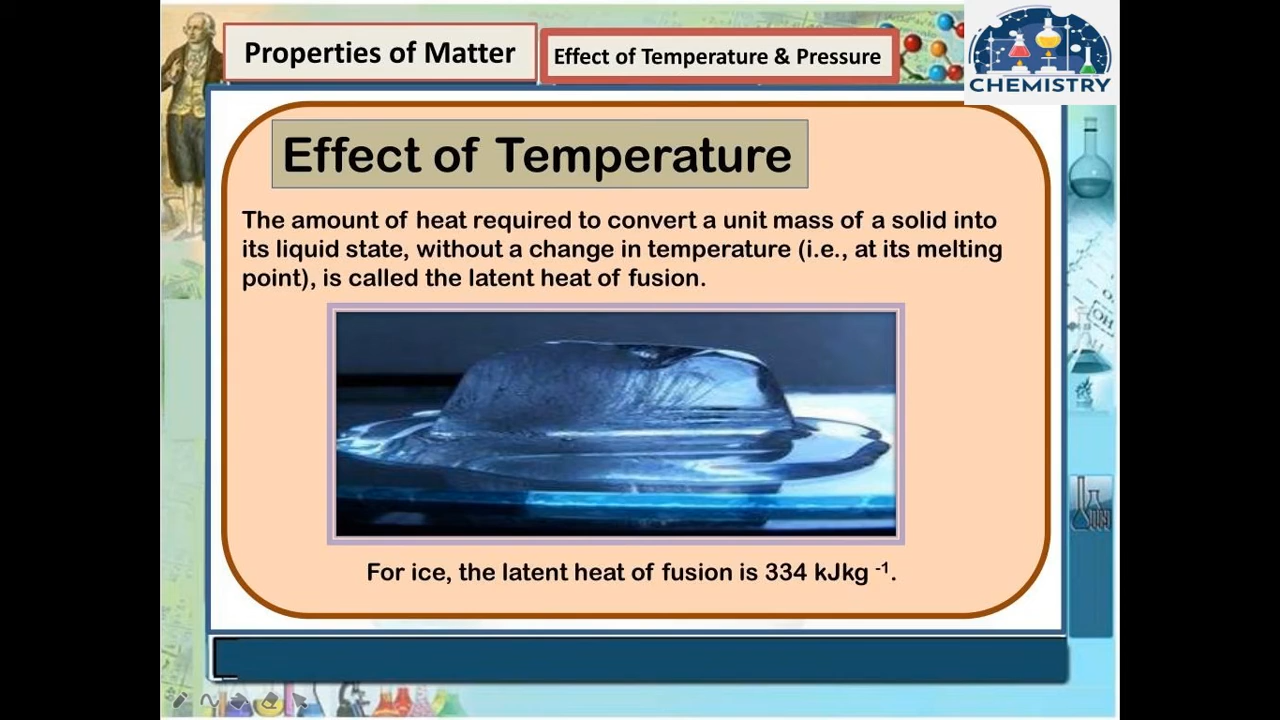 Properties of Matter
Effect of Temperature & Pressure
CHEMISTRY
Effect of Temperature
The amount of heat required to convert a unit mass of a solid into
its liquid state, without a change in temperature (i.e., at its melting
point), is called the latent heat of fusion.
For ice, the latent heat of fusion is 334 kJkg -1.